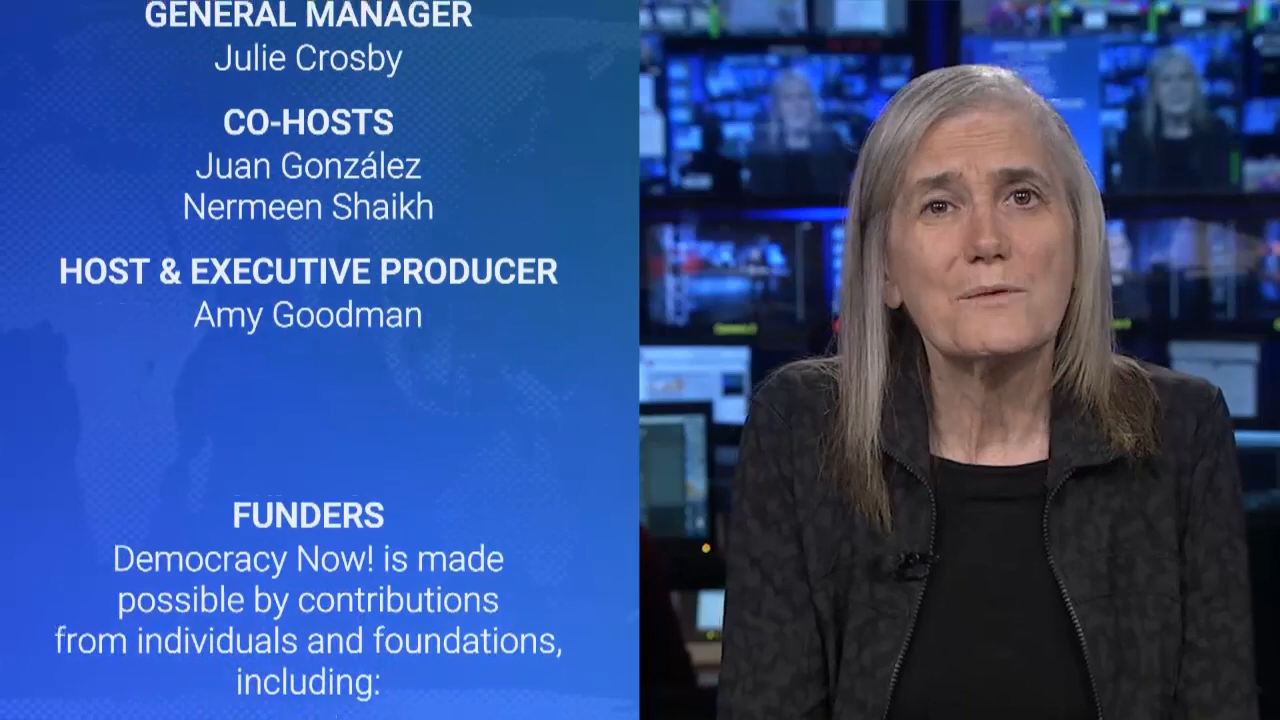 GENERAL MANAGER
Julie Crosby
CO-HOSTS
Juan González
Nermeen Shaikh
HOST & EXECUTIVE PRODUCER
Amy Goodman
FUNDERS
Democracy Now! is made
possible by contributions
from individuals and foundations,
including: